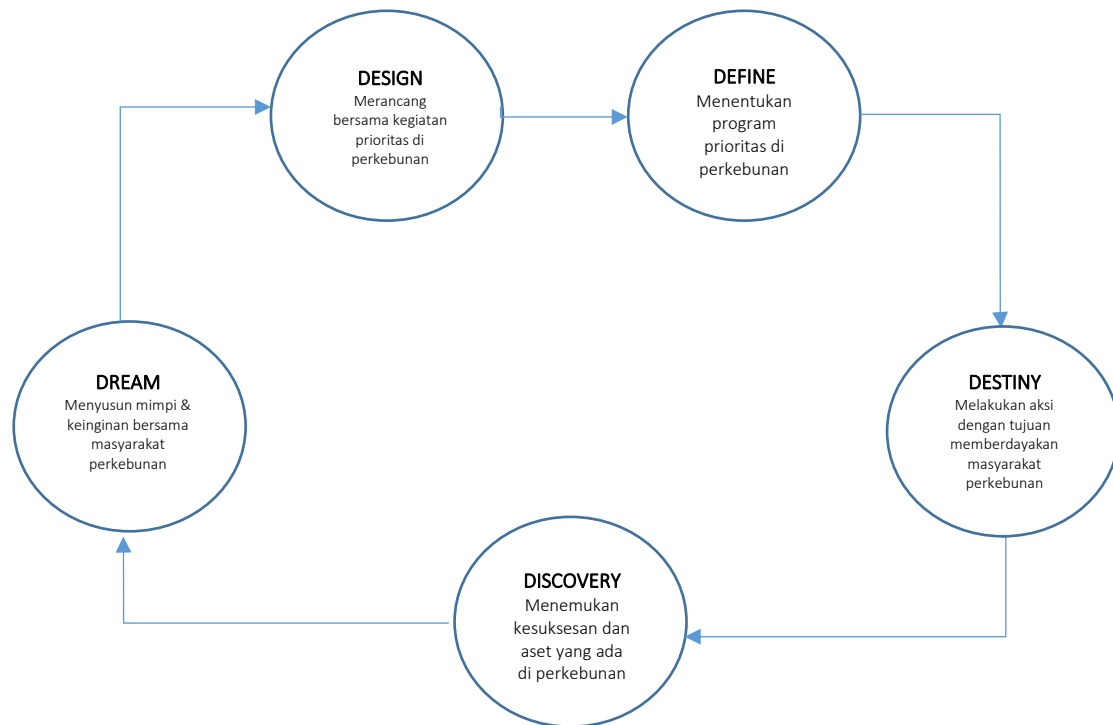 DESIGN
Merancang
bersama kegiatan
prioritas di
perkebunan
DEFINE
Menentukan
program
prioritas di
perkebunan
DREAM
Menyusun mimpi &
keinginan bersama
masyarakat
perkebunan
DESTINY
Melakukan aksi
dengan tujuan
memberdayakan
masyarakat
perkebunan
DISCOVERY
Menemukan
kesuksesan dan
aset yang ada
di perkebunan